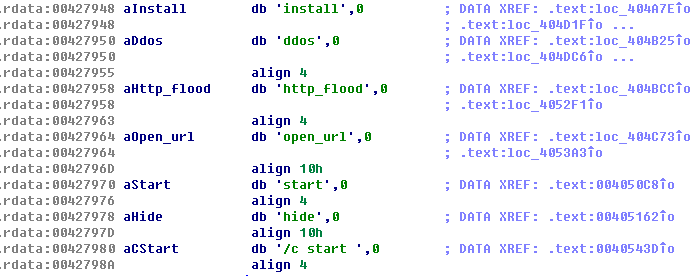 .rdata:00427948 aInstall db 'install',0 ; DATA XREF: .text:loc_404A7E↑o
.rdata:00427948 ; .text:loc_404D1F↑o ...
.rdata:00427950 aDdos db 'ddos',0 ; DATA XREF: .text:loc_404B25↑o
.rdata:00427950 ; .text:loc_404DC6↑o ...
.rdata:00427955 align 4
.rdata:00427958 aHttp_flood db 'http_flood',0 ; DATA XREF: .text:loc_404BCC↑o
.rdata:00427958 ; .text:loc_4052F1↑o
.rdata:00427963 align 4
.rdata:00427964 aOpen_url db 'open_url',0 ; DATA XREF: .text:loc_404C73↑o
.rdata:00427964 ; .text:loc_4053A3↑o
.rdata:0042796D align 10h
.rdata:00427970 aStart db 'start',0 ; DATA XREF: .text:004050C8↑o
.rdata:00427976 align 4
.rdata:00427978 aHide db 'hide',0 ; DATA XREF: .text:00405162↑o
.rdata:0042797D align 10h
.rdata:00427980 aCStart db '/c start ',0 ; DATA XREF: .text:0040543D↑o
.rdata:0042798A align 4